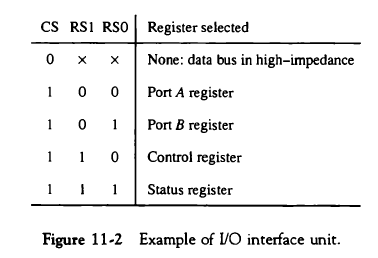 CS RS1 RS0 Register selected
0 × × None: data bus in high-impedance
1 0 0 Port A register
1 0 1 Port B register
1 1 0 Control register
1 1 1 Status register
Figure 11-2 Example of I/O interface unit.